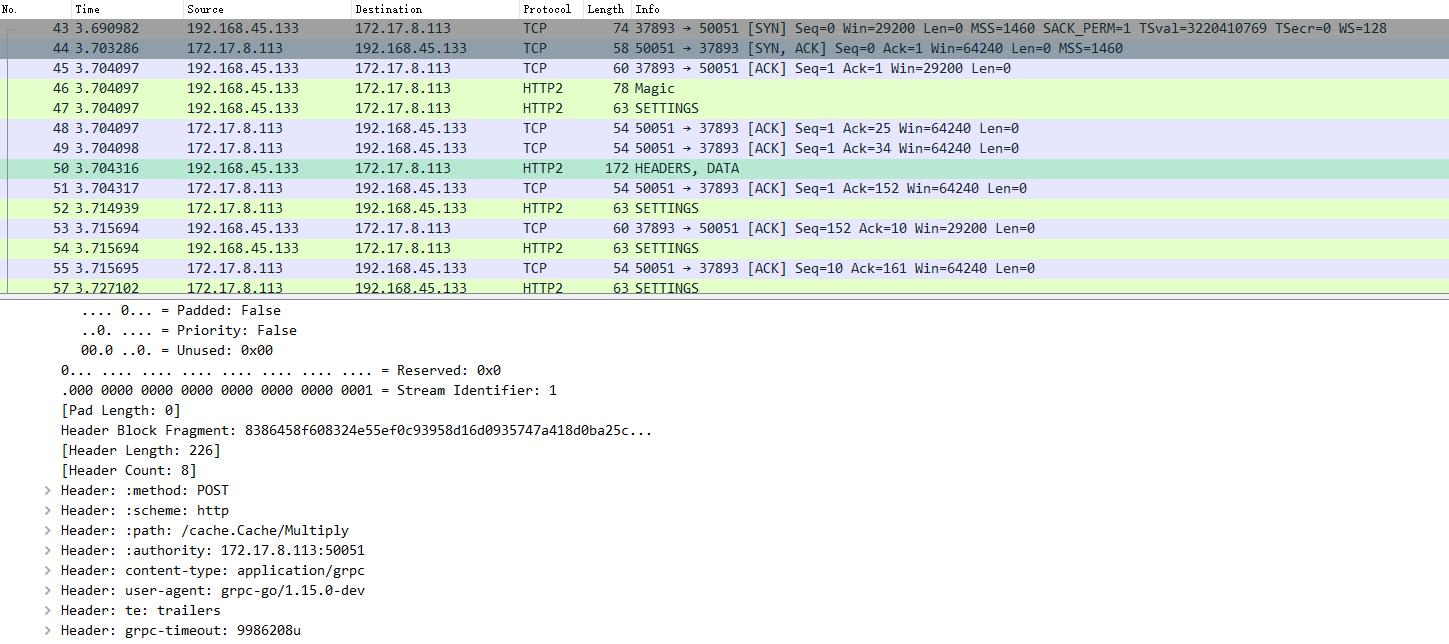 No. Time Source Destination Protocol Length Info
43 3.690982 192.168.45.133 172.17.8.113 TCP 74 37893 → 50051 [SYN] Seq=0 Win=29200 Len=0 MSS=1460 SACK_PERM=1 TSval=3220410769 TSecr=0 WS=128
44 3.703286 172.17.8.113 192.168.45.133 TCP 58 50051 → 37893 [SYN, ACK] Seq=0 Ack=1 Win=64240 Len=0 MSS=1460
45 3.704097 192.168.45.133 172.17.8.113 TCP 60 37893 → 50051 [ACK] Seq=1 Ack=1 Win=29200 Len=0
46 3.704097 192.168.45.133 172.17.8.113 HTTP2 78 Magic
47 3.704097 192.168.45.133 172.17.8.113 HTTP2 63 SETTINGS
48 3.704097 172.17.8.113 192.168.45.133 TCP 54 50051 → 37893 [ACK] Seq=1 Ack=25 Win=64240 Len=0
49 3.704098 172.17.8.113 192.168.45.133 TCP 54 50051 → 37893 [ACK] Seq=1 Ack=34 Win=64240 Len=0
50 3.704316 192.168.45.133 172.17.8.113 HTTP2 172 HEADERS, DATA
51 3.704317 172.17.8.113 192.168.45.133 TCP 54 50051 → 37893 [ACK] Seq=1 Ack=152 Win=64240 Len=0
52 3.714939 172.17.8.113 192.168.45.133 HTTP2 63 SETTINGS
53 3.715694 192.168.45.133 172.17.8.113 TCP 60 37893 → 50051 [ACK] Seq=152 Ack=10 Win=29200 Len=0
54 3.715694 192.168.45.133 172.17.8.113 HTTP2 63 SETTINGS
55 3.715695 172.17.8.113 192.168.45.133 TCP 54 50051 → 37893 [ACK] Seq=10 Ack=161 Win=64240 Len=0
57 3.727102 172.17.8.113 192.168.45.133 HTTP2 63 SETTINGS
.... 0... = Padded: False
..0. .... = Priority: False
00.0 ..0. = Unused: 0x00
0... .... .... .... .... .... .... .... = Reserved: 0x0
.000 0000 0000 0000 0000 0000 0000 0001 = Stream Identifier: 1
[Pad Length: 0]
Header Block Fragment: 8386458f608324e55ef0c93958d16d0935747a418d0ba25c...
[Header Length: 226]
[Header Count: 8]
Header: :method: POST
Header: :scheme: http
Header: :path: /cache.Cache/Multiply
Header: :authority: 172.17.8.113:50051
Header: content-type: application/grpc
Header: user-agent: grpc-go/1.15.0-dev
Header: te: trailers
Header: grpc-timeout: 9986208u